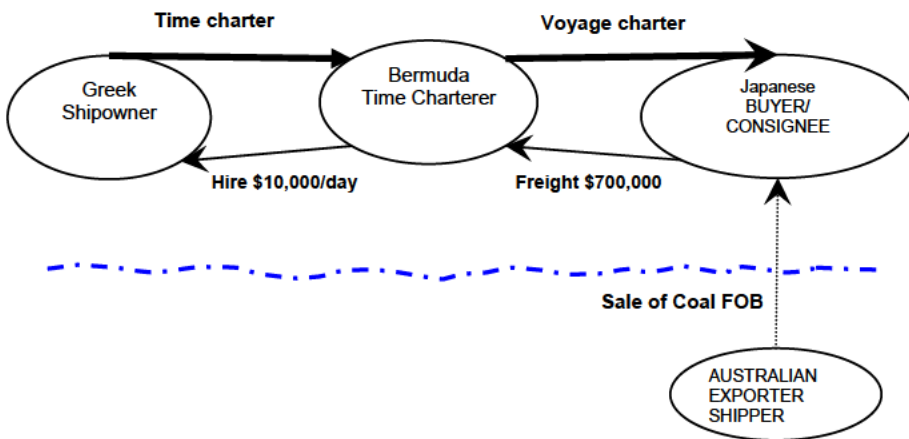 Time charter
Voyage charter
Greek
Shipowner
Bermuda
Time Charterer
Japanese
BUYER/
CONSIGNEE
Hire $10,000/day
Freight $700,000
Sale of Coal FOB
AUSTRALIAN
EXPORTER
SHIPPER